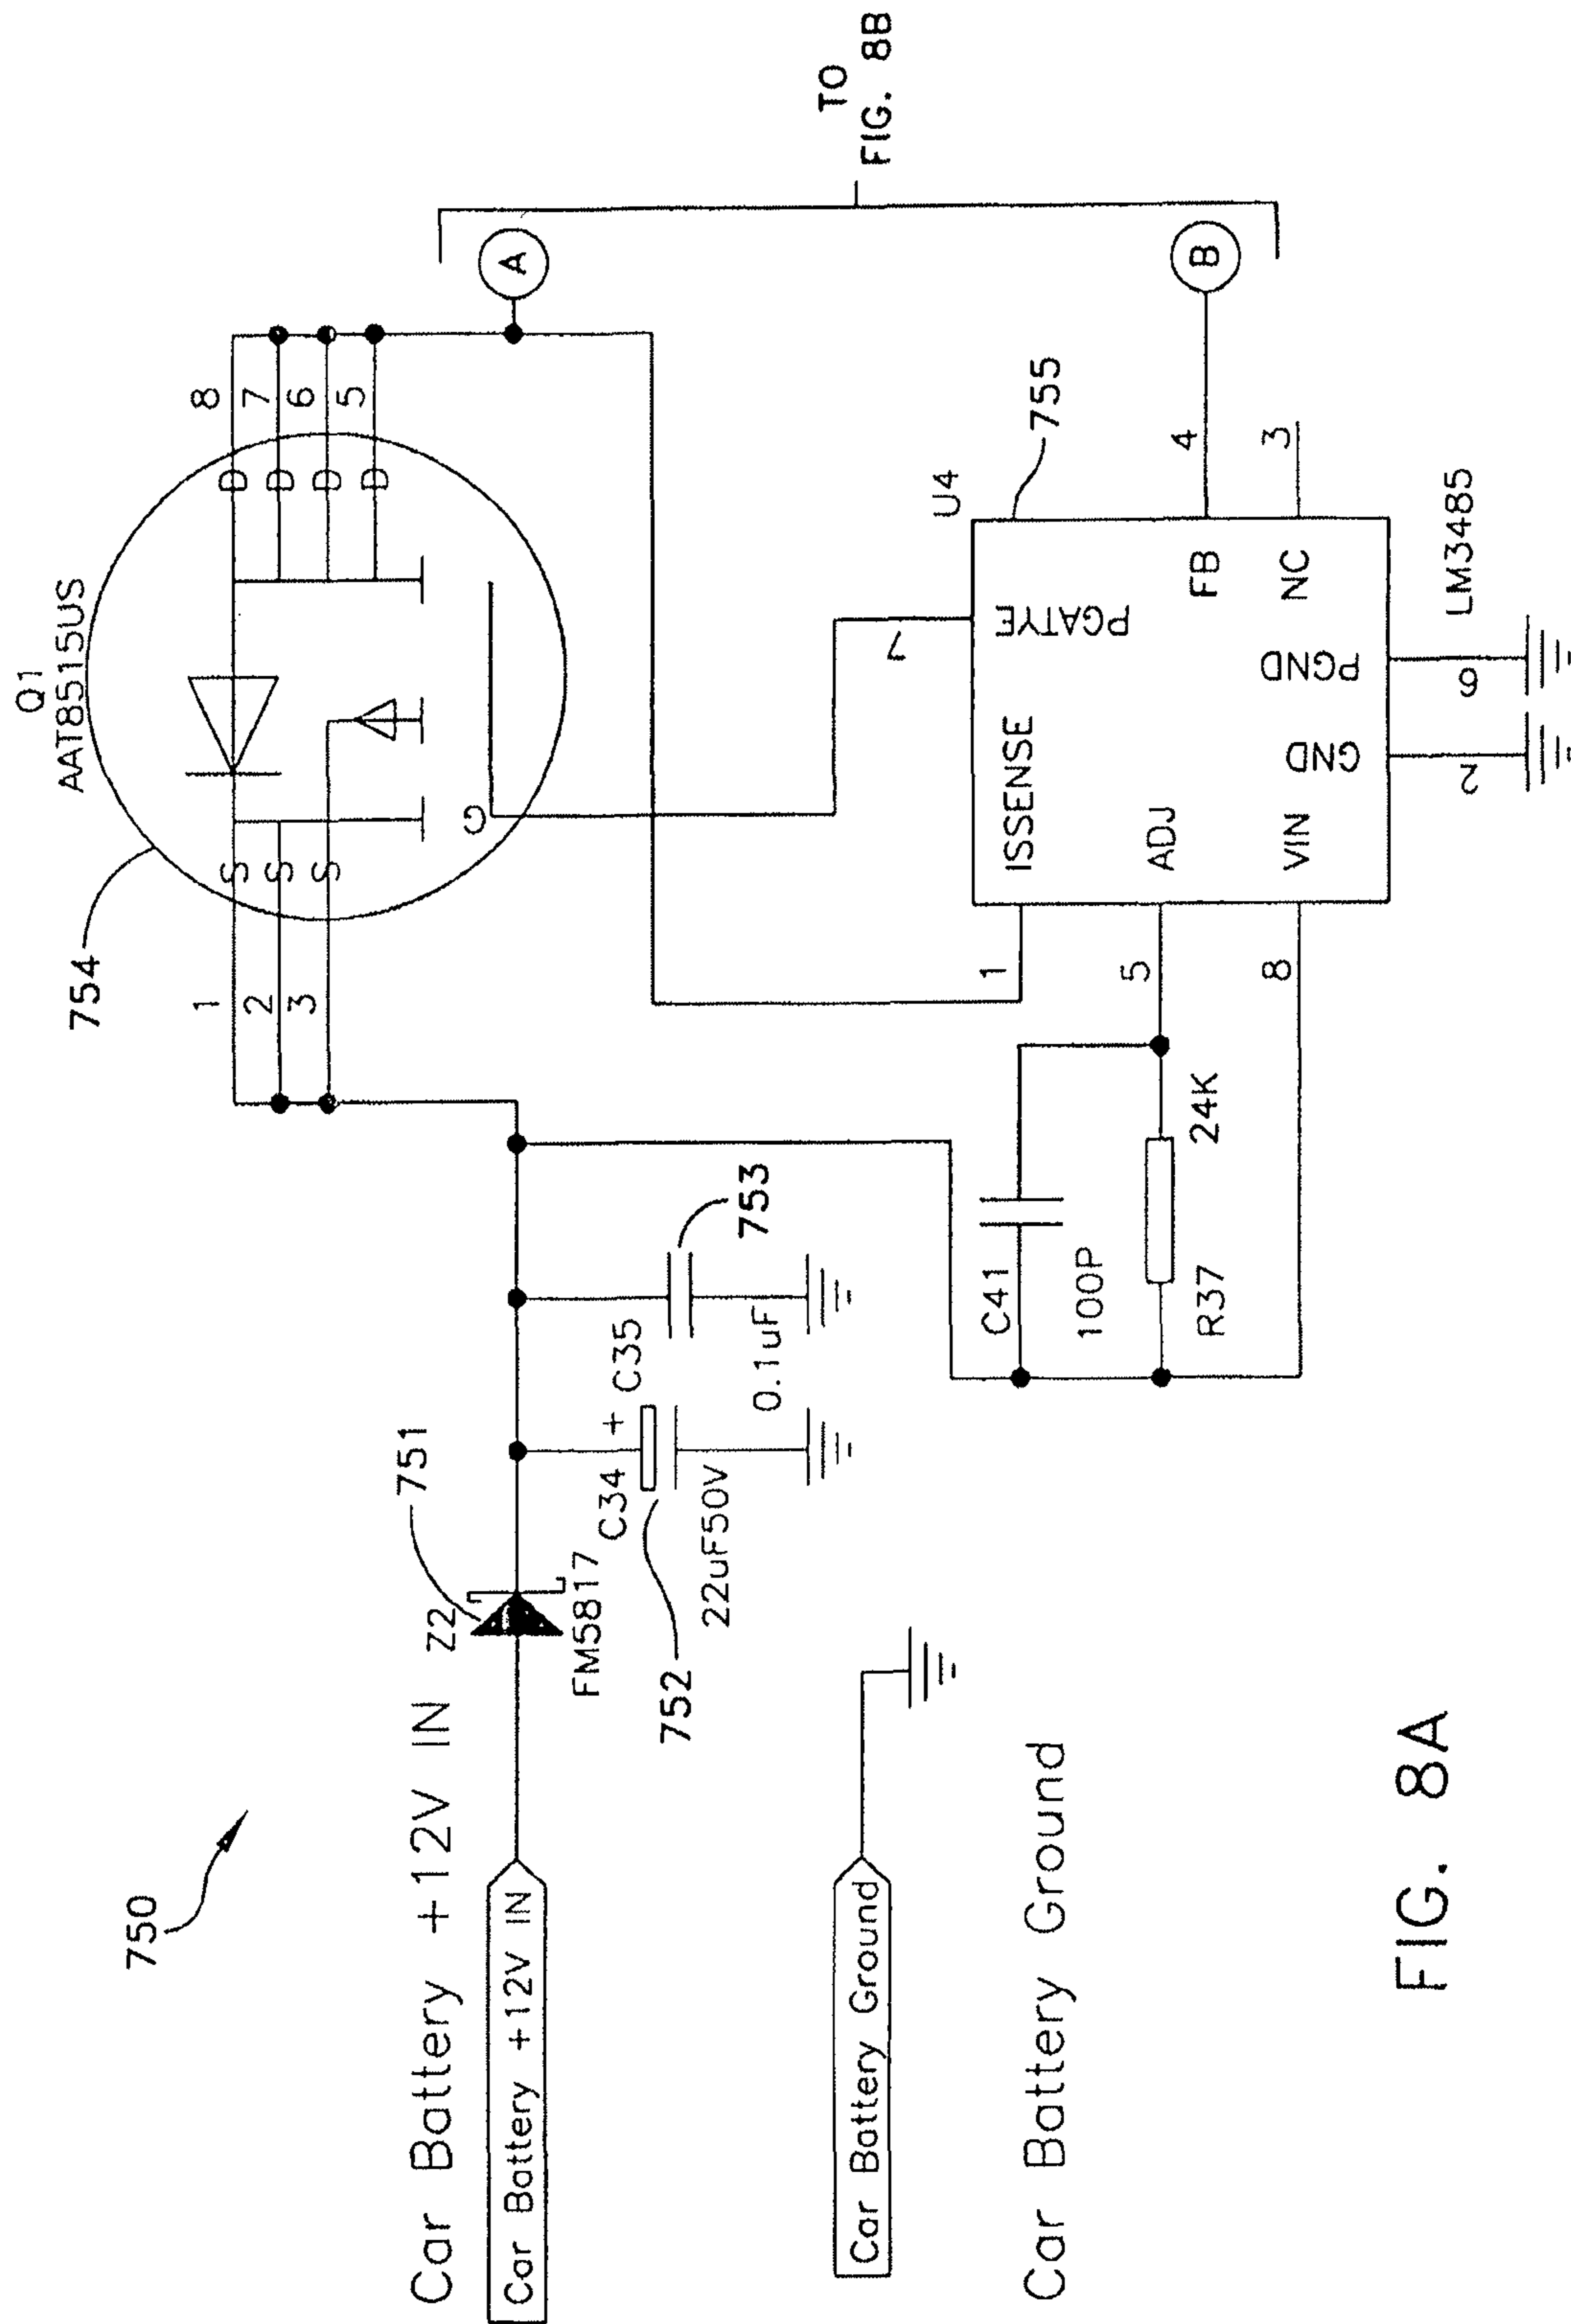 750
Car Battery +12V IN
Car Battery +12V IN
Z2
751
FM5817
C34
+
C35
752
22uF50V
0.1uF
753
754
Q1
AAT8515US
1
2
3
S
S
S
G
D
D
D
D
8
7
6
5
A
TO
FIG. 8B
B
Car Battery Ground
Car Battery Ground
C41
100P
R37
24K
1
5
8
7
4
3
2
6
U4
755
ISSENSE
PGATYE
ADJ
FB
VIN
GND
PGND
NC
LM3485
FIG. 8A